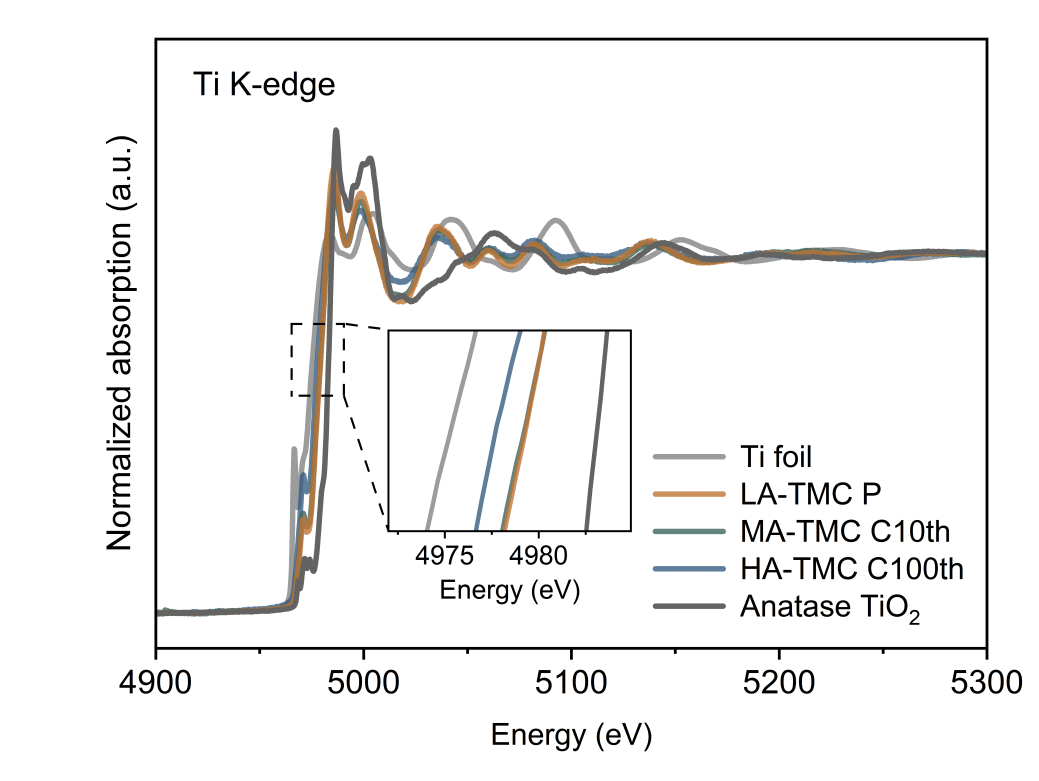 Ti K-edge
Normalized absorption (a.u.)
4975 4980
Energy (eV)
Ti foil
LA-TMC P
MA-TMC C10th
HA-TMC C100th
Anatase TiO₂
4900 5000 5100 5200 5300
Energy (eV)